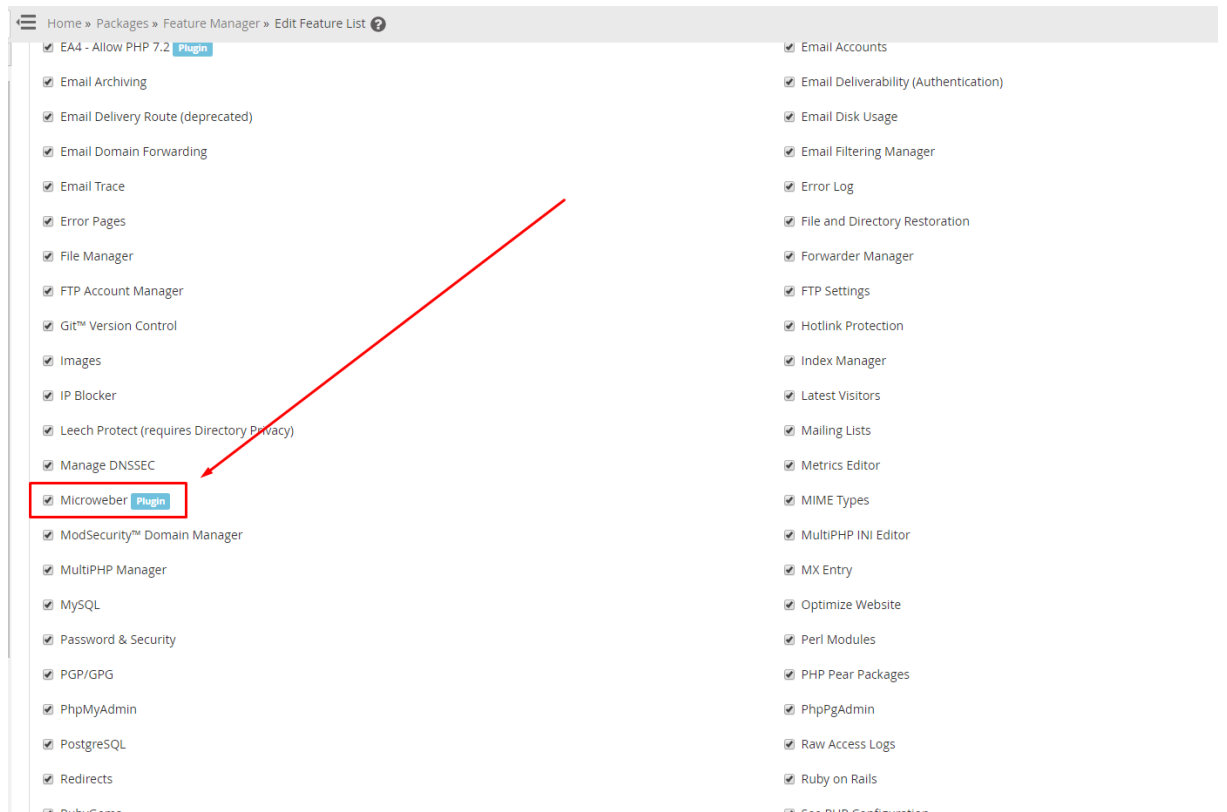 Home » Packages » Feature Manager » Edit Feature List ?
EA4 - Allow PHP 7.2 Plugin
Email Accounts
Email Archiving
Email Deliverability (Authentication)
Email Delivery Route (deprecated)
Email Disk Usage
Email Domain Forwarding
Email Filtering Manager
Email Trace
Error Log
Error Pages
File and Directory Restoration
File Manager
Forwarder Manager
FTP Account Manager
FTP Settings
Git™ Version Control
Hotlink Protection
Images
Index Manager
IP Blocker
Latest Visitors
Leech Protect (requires Directory Privacy)
Mailing Lists
Manage DNSSEC
Metrics Editor
Microweber Plugin
MIME Types
ModSecurity™ Domain Manager
MultiPHP INI Editor
MultiPHP Manager
MX Entry
MySQL
Optimize Website
Password & Security
Perl Modules
PGP/GPG
PHP Pear Packages
PhpMyAdmin
PhpPgAdmin
PostgreSQL
Raw Access Logs
Redirects
Ruby on Rails